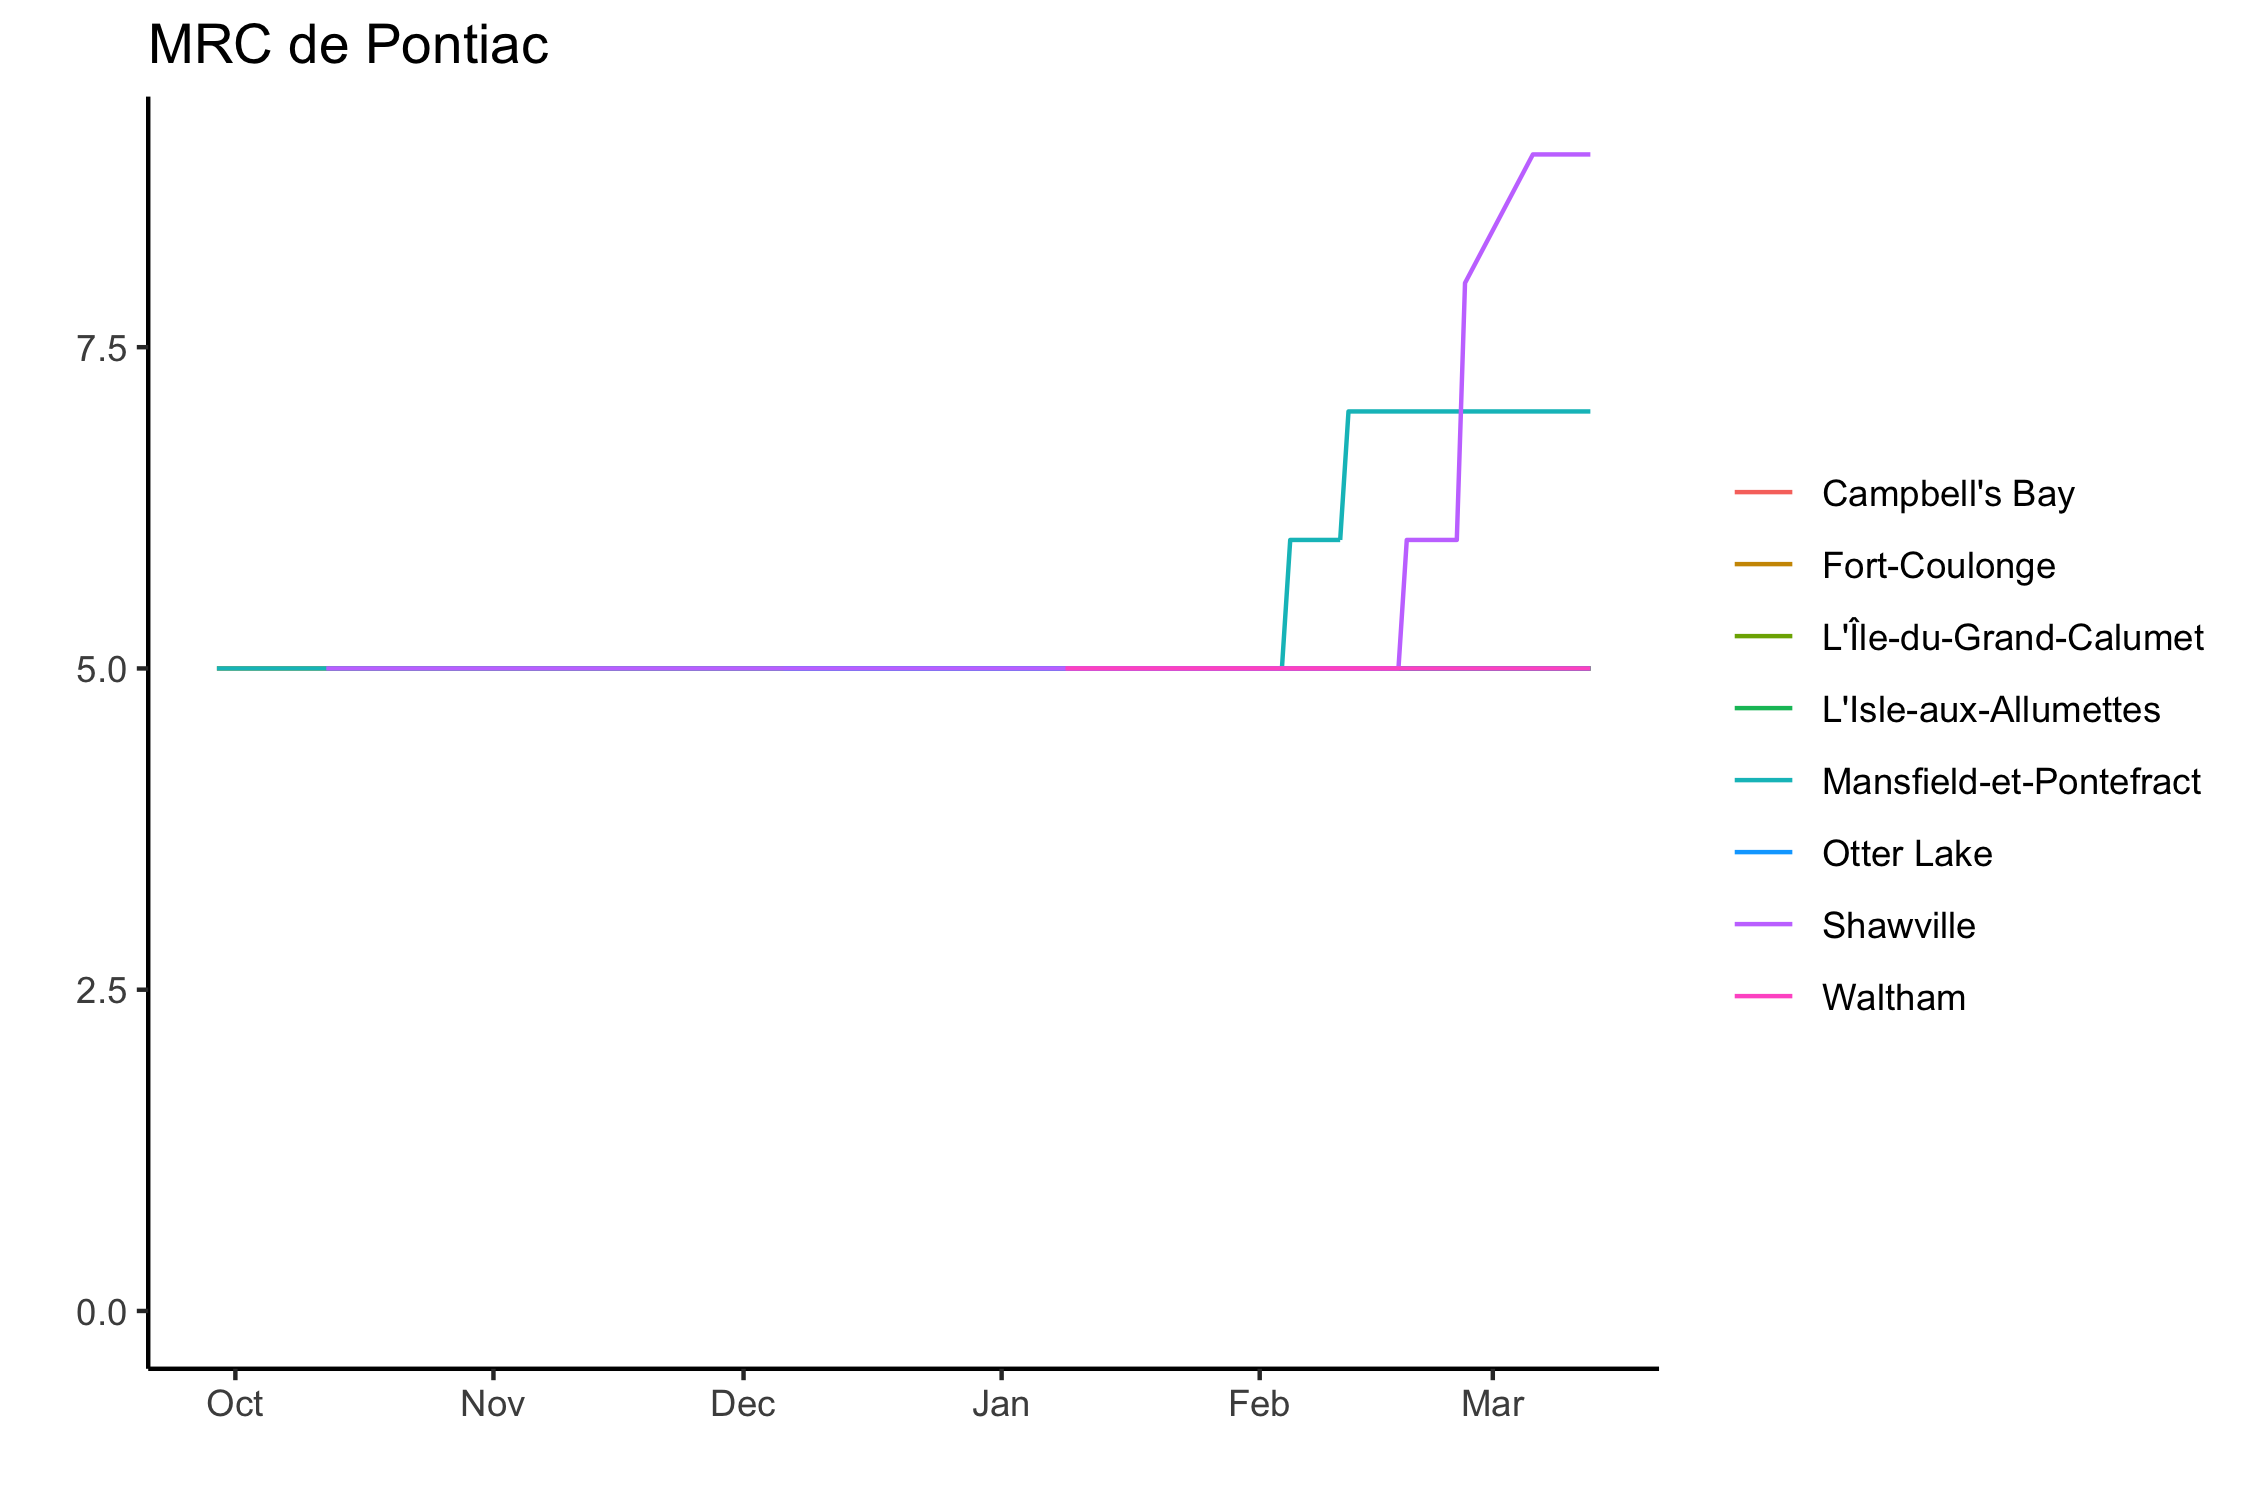 MRC de Pontiac
7.5
5.0
2.5
0.0
Oct Nov Dec Jan Feb Mar
Campbell's Bay
Fort-Coulonge
L'Île-du-Grand-Calumet
L'Isle-aux-Allumettes
Mansfield-et-Pontefract
Otter Lake
Shawville
Waltham